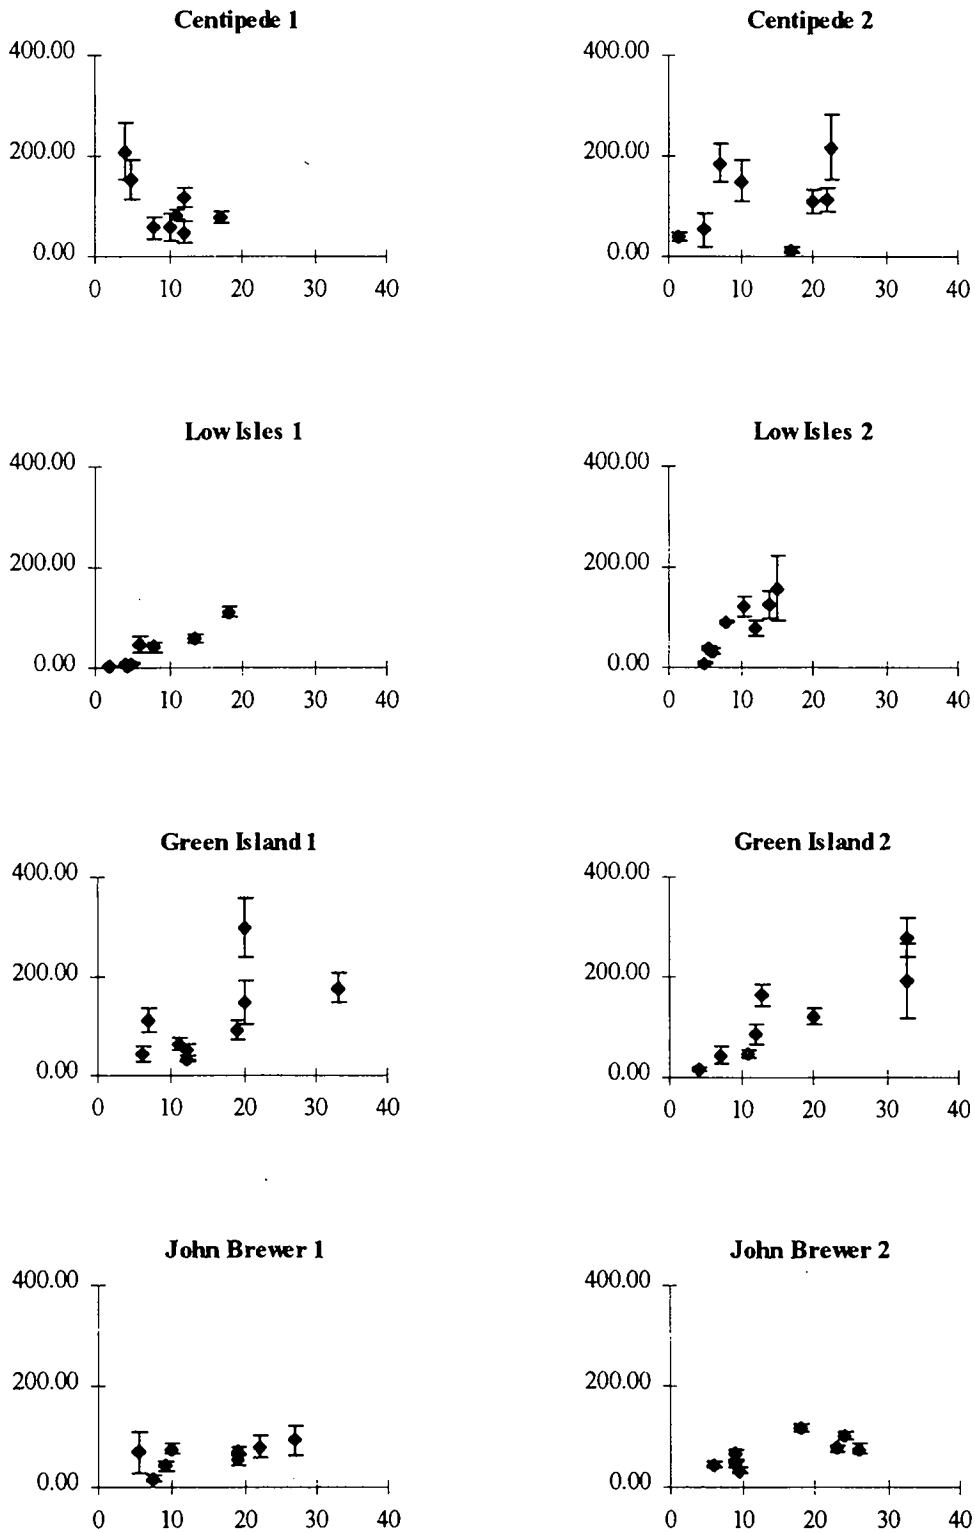 Centipede 1
400.00
200.00
0.00
0 10 20 30 40
Centipede 2
400.00
200.00
0.00
0 10 20 30 40
Low Isles 1
400.00
200.00
0.00
0 10 20 30 40
Low Isles 2
400.00
200.00
0.00
0 10 20 30 40
Green Island 1
400.00
200.00
0.00
0 10 20 30 40
Green Island 2
400.00
200.00
0.00
0 10 20 30 40
John Brewer 1
400.00
200.00
0.00
0 10 20 30 40
John Brewer 2
400.00
200.00
0.00
0 10 20 30 40